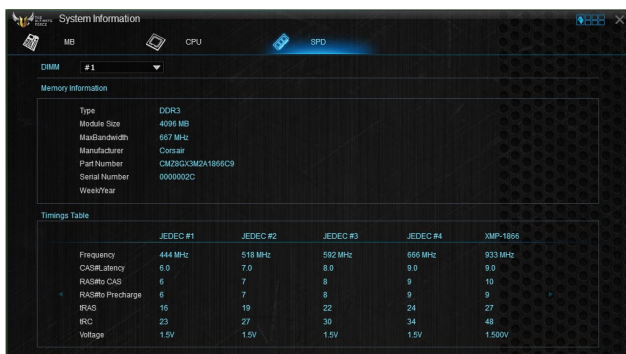 THE ULTIMATE FORCE
System Information
MB
CPU
SPD
DIMM #1
Memory Information
Type DDR3
Module Size 4096 MB
MaxBandwidth 667 MHz
Manufacturer Corsair
Part Number CMZ8GX3M2A1866C9
Serial Number 0000002C
Week/Year
Timings Table
JEDEC #1 JEDEC #2 JEDEC #3 JEDEC #4 XMP-1866
Frequency 444 MHz 518 MHz 592 MHz 666 MHz 933 MHz
CAS#Latency 6.0 7.0 8.0 9.0 9.0
RAS#to CAS 6 7 8 9 10
RAS#to Precharge 6 7 8 9 9
tRAS 16 19 22 24 27
tRC 23 27 30 34 48
Voltage 1.5V 1.5V 1.5V 1.5V 1.500V